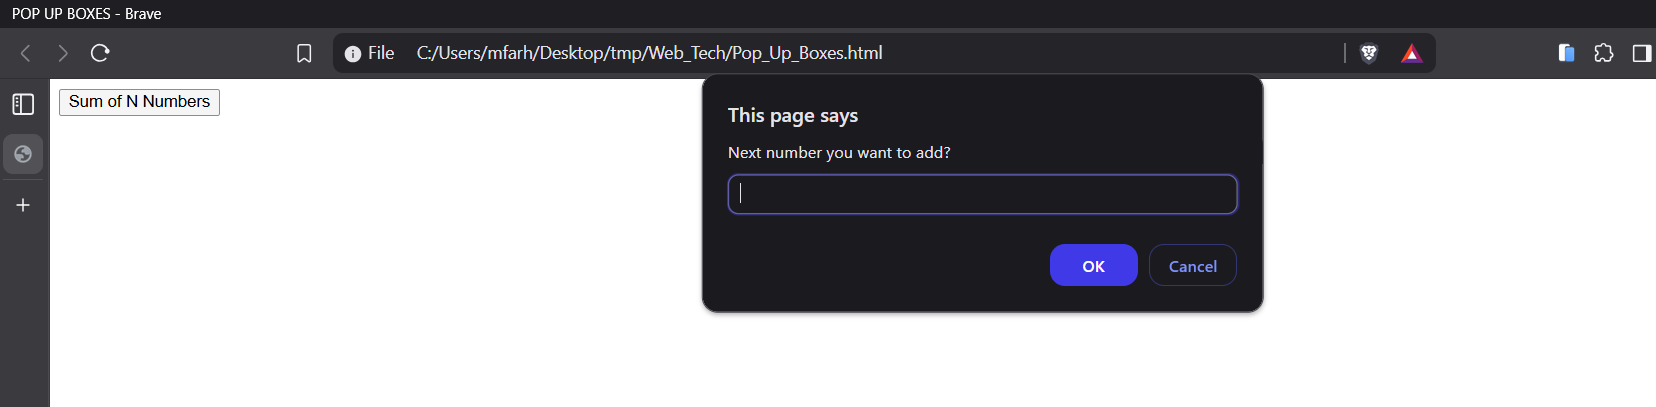 POP UP BOXES - Brave
File C:/Users/mfarh/Desktop/tmp/Web_Tech/Pop_Up_Boxes.html
Sum of N Numbers
This page says
Next number you want to add?
OK Cancel